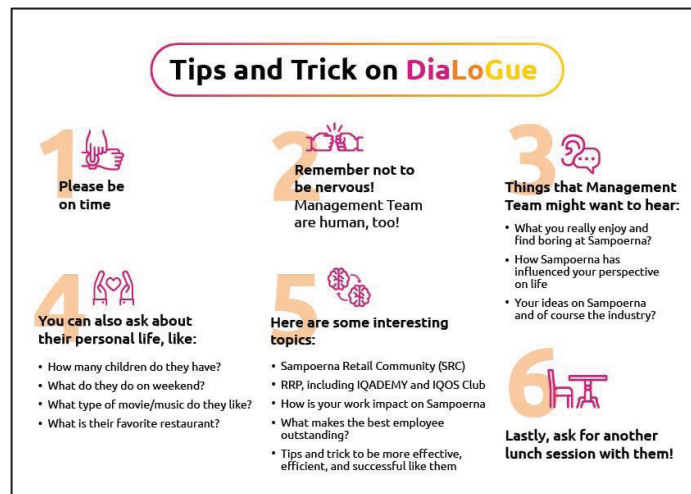 Tips and Trick on DiaLoGue
1
Please be
on time
2
Remember not to
be nervous!
Management Team
are human, too!
3
Things that Management
Team might want to hear:
• What you really enjoy and
find boring at Sampoerna?
• How Sampoerna has
influenced your perspective
on life
• Your ideas on Sampoerna
and of course the industry?
4
You can also ask about
their personal life, like:
• How many children do they have?
• What do they do on weekend?
• What type of movie/music do they like?
• What is their favorite restaurant?
5
Here are some interesting
topics:
• Sampoerna Retail Community (SRC)
• RRP, including IQADEMY and IQOS Club
• How is your work impact on Sampoerna
• What makes the best employee
outstanding?
• Tips and trick to be more effective,
efficient, and successful like them
6
Lastly, ask for another
lunch session with them!